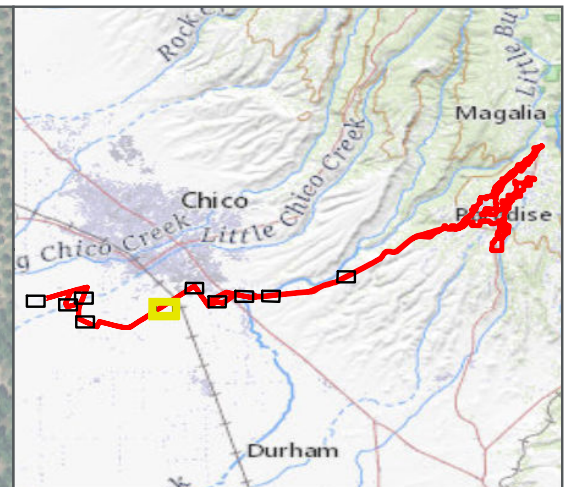 Rock C
Little Bu
Magalia
Chico
Little Chico Creek
g Chico Creek
Paradise
Durham
k